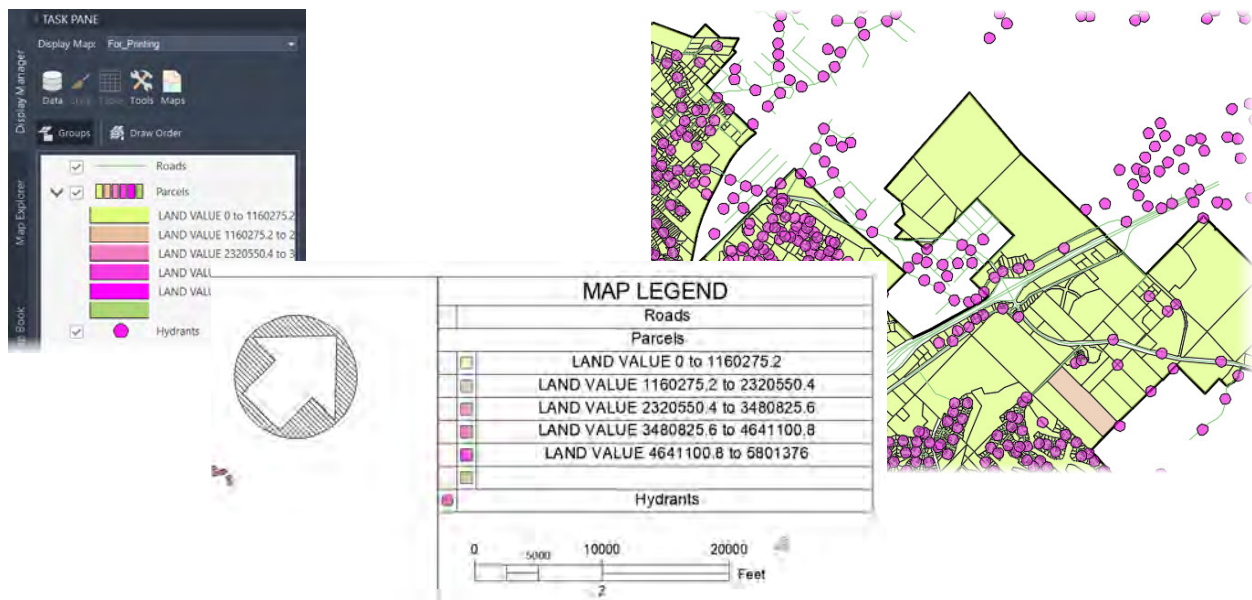 TASK PANE
Display Map: For_Printing
Display Manager
Data Style Table Tools Maps
Groups Draw Order
Map Explorer
Roads
Parcels
LAND VALUE 0 to 1160275.2
LAND VALUE 1160275.2 to 2
LAND VALUE 2320550.4 to 3
LAND VALU
LAND VALU
Book
Hydrants
MAP LEGEND
Roads
Parcels
LAND VALUE 0 to 1160275.2
LAND VALUE 1160275.2 to 2320550.4
LAND VALUE 2320550.4 to 3480825.6
LAND VALUE 3480825.6 to 4641100.8
LAND VALUE 4641100.8 to 5801376
Hydrants
0 5000 10000 20000
Feet
2